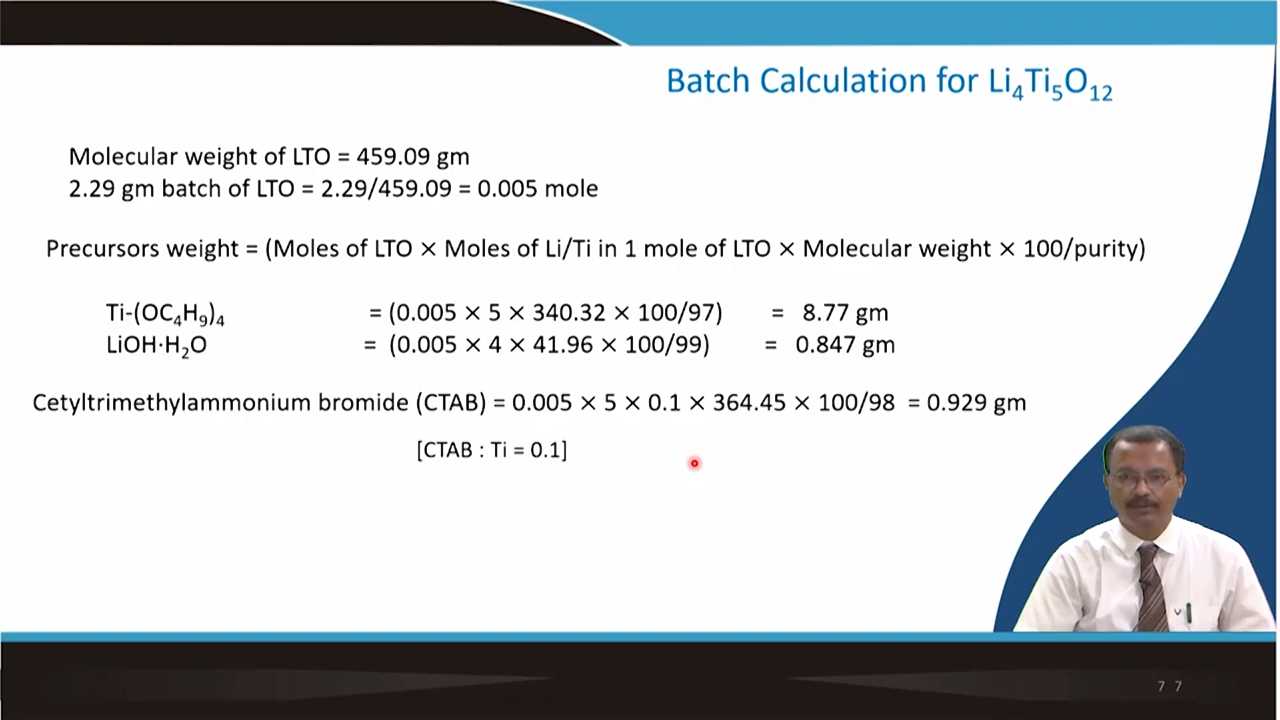 Batch Calculation for Li₄Ti₅O₁₂
Molecular weight of LTO = 459.09 gm
2.29 gm batch of LTO = 2.29/459.09 = 0.005 mole
Precursors weight = (Moles of LTO × Moles of Li/Ti in 1 mole of LTO × Molecular weight × 100/purity)
Ti-(OC₄H₉)₄ = (0.005 × 5 × 340.32 × 100/97) = 8.77 gm
LiOH·H₂O = (0.005 × 4 × 41.96 × 100/99) = 0.847 gm
Cetyltrimethylammonium bromide (CTAB) = 0.005 × 5 × 0.1 × 364.45 × 100/98 = 0.929 gm
[CTAB : Ti = 0.1]
7 7